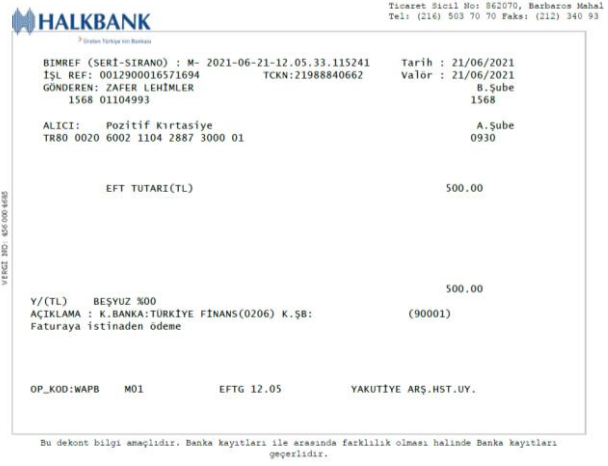 Ticaret Sicil No: 862070, Barbaros Mahal
Tel: (216) 503 70 70 Faks: (212) 340 93
HALKBANK
Üreten Türkiye'nin Bankası
BIMREF (SERİ-SIRANO) : M- 2021-06-21-12.05.33.115241 Tarih : 21/06/2021
İŞL REF: 0012900016571694 TCKN:21988840662 Valör : 21/06/2021
GÖNDEREN: ZAFER LEHİMLER B.Şube
1568 01104993 1568
ALICI: Pozitif Kırtasiye A.Şube
TR80 0020 6002 1104 2887 3000 01 0930
EFT TUTARI(TL) 500.00
VERGİ NO: 456 000 4685
500.00
Y/(TL) BEŞYUZ %00
AÇIKLAMA : K.BANKA:TÜRKİYE FİNANS(0206) K.ŞB: (90001)
Faturaya istinaden ödeme
OP_KOD:WAPB M01 EFTG 12.05 YAKUTİYE ARŞ.HST.UY.
Bu dekont bilgi amaçlıdır. Banka kayıtları ile arasında farklılık olması halinde Banka kayıtları
geçerlidir.